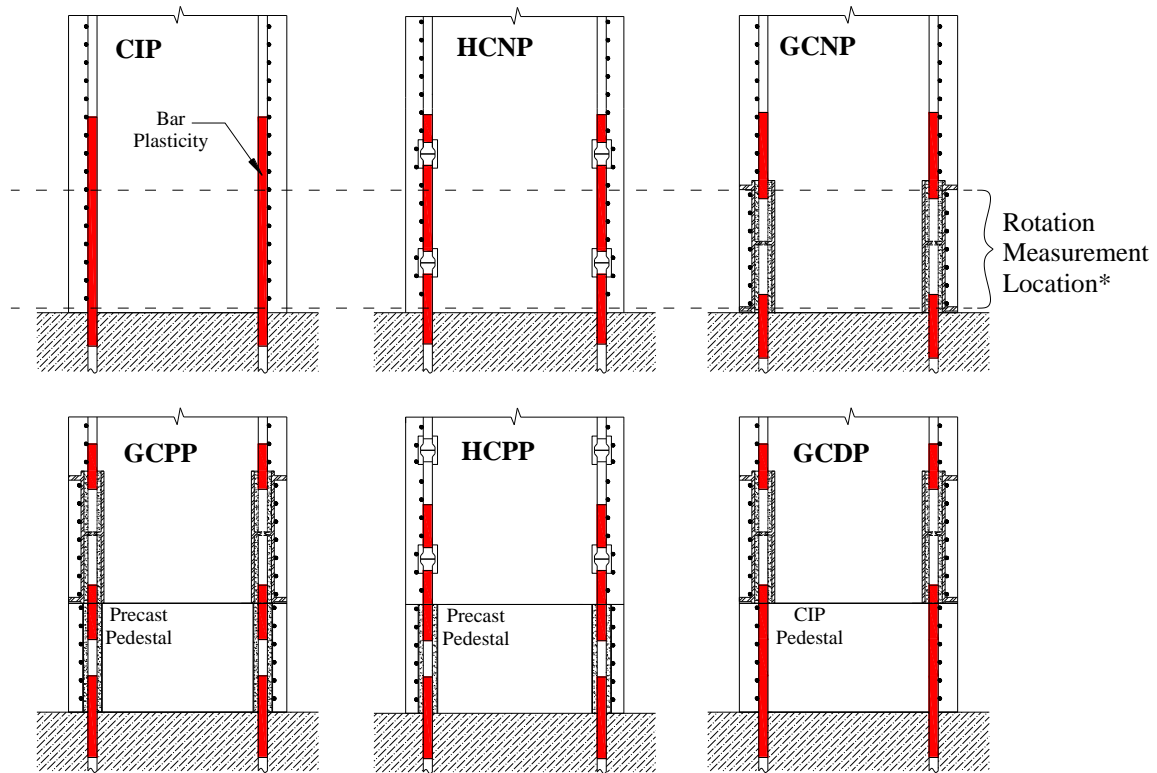 CIP
HCNP
GCNP
Bar
Plasticity
Rotation
Measurement
Location*
GCPP
HCPP
GCDP
Precast
Pedestal
Precast
Pedestal
CIP
Pedestal